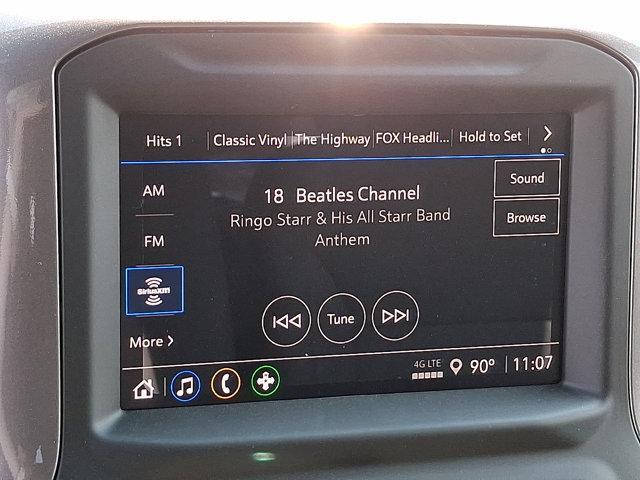 Hits 1 Classic Vinyl The Highway FOX Headli... Hold to Set
AM
18 Beatles Channel
Sound
Ringo Starr & His All Starr Band
Browse
FM
Anthem
SiriusXM
Tune
More
4G LTE
90° 11:07